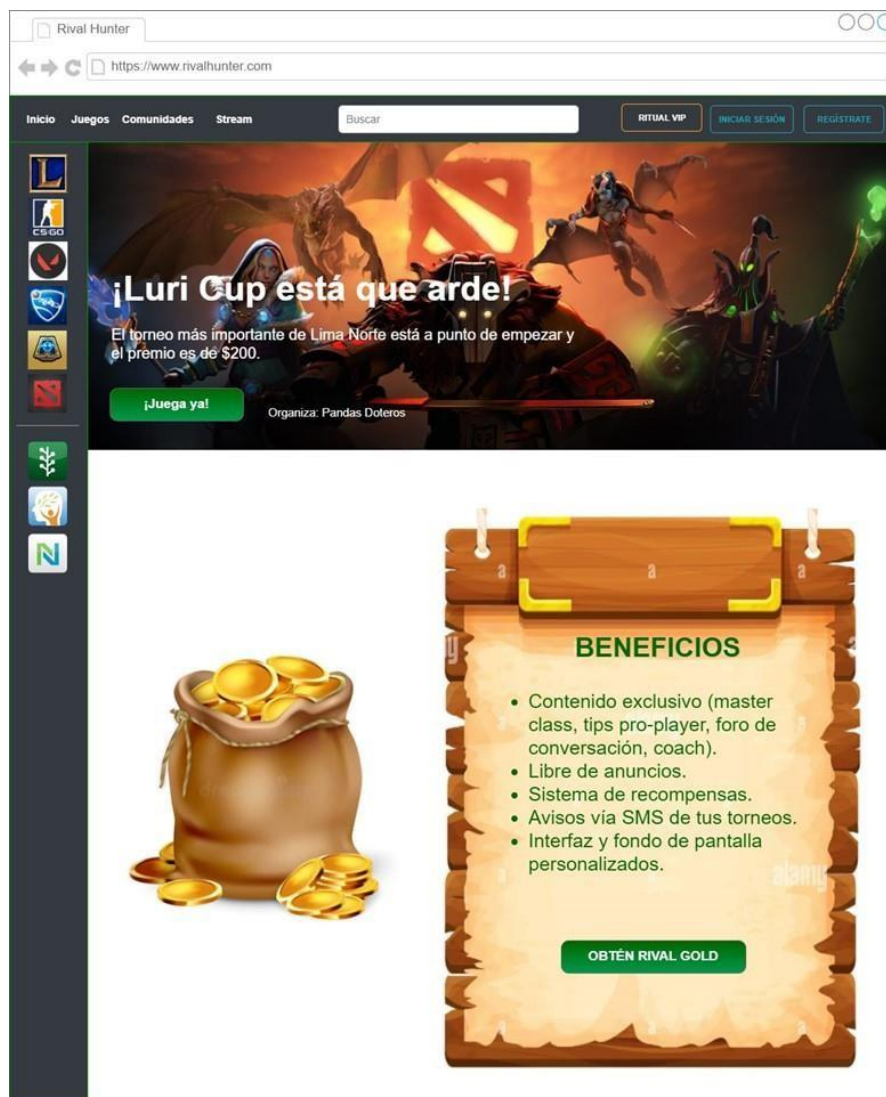 Rival Hunter
https://www.rivalhunter.com
Inicio Juegos Comunidades Stream Buscar RITUAL VIP INICIAR SESIÓN REGÍSTRATE
L
CS:GO
¡Luri Cup está que arde!
El torneo más importante de Lima Norte está a punto de empezar y
el premio es de $200.
¡Juega ya!
Organiza: Pandas Doteros
N
a a a
BENEFICIOS
• Contenido exclusivo (master
class, tips pro-player, foro de
conversación, coach).
• Libre de anuncios.
• Sistema de recompensas.
• Avisos vía SMS de tus torneos.
• Interfaz y fondo de pantalla
personalizados.
alamy
OBTÉN RIVAL GOLD
a a a